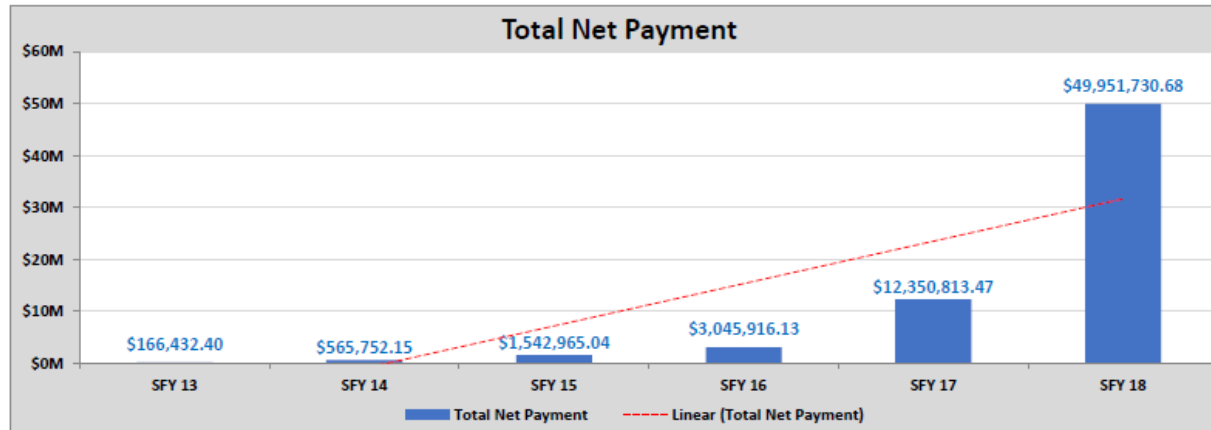 Total Net Payment
$60M
$50M
$40M
$30M
$20M
$10M
$0M
$166,432.40
$565,752.15
$1,542,965.04
$3,045,916.13
$12,350,813.47
$49,951,730.68
SFY 13
SFY 14
SFY 15
SFY 16
SFY 17
SFY 18
Total Net Payment
Linear (Total Net Payment)